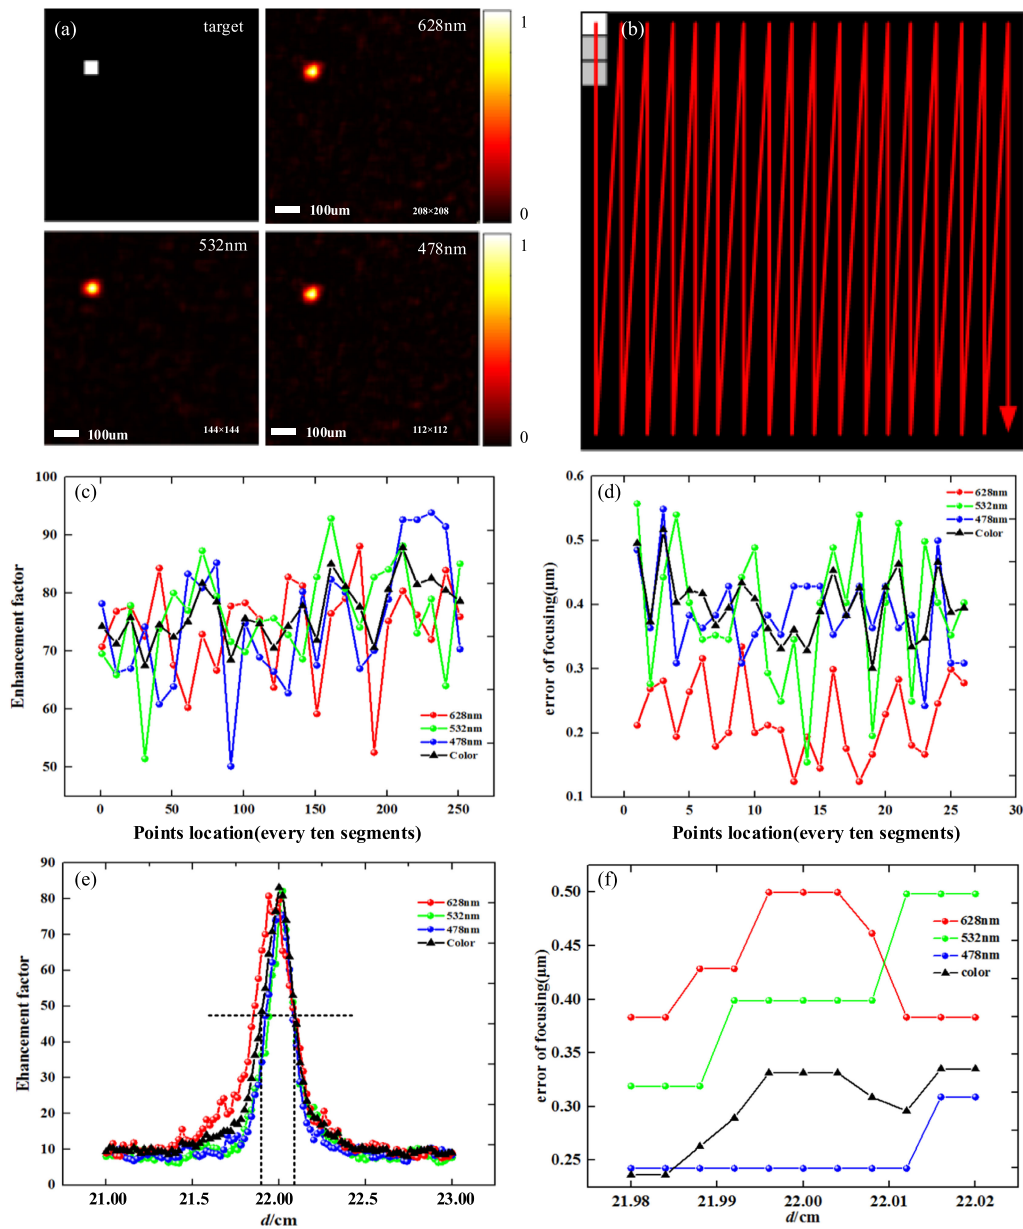 (a)
target
628nm
1
100um
208×208
0
532nm
478nm
1
100um
144×144
100um
112×112
0
(b)
(c)
100
90
80
70
60
50
Enhancement factor
628nm
532nm
478nm
Color
0 50 100 150 200 250
Points location(every ten segments)
(d)
0.6
0.5
0.4
0.3
0.2
0.1
error of focusing(μm)
628nm
532nm
478nm
Color
0 5 10 15 20 25 30
Points location(every ten segments)
(e)
90
80
70
60
50
40
30
20
10
0
Ehancement factor
628nm
532nm
478nm
Color
21.00 21.5 22.00 22.5 23.00
d/cm
(f)
0.50
0.45
0.40
0.35
0.30
0.25
error of focusing(μm)
628nm
532nm
478nm
color
21.98 21.99 22.00 22.01 22.02
d/cm